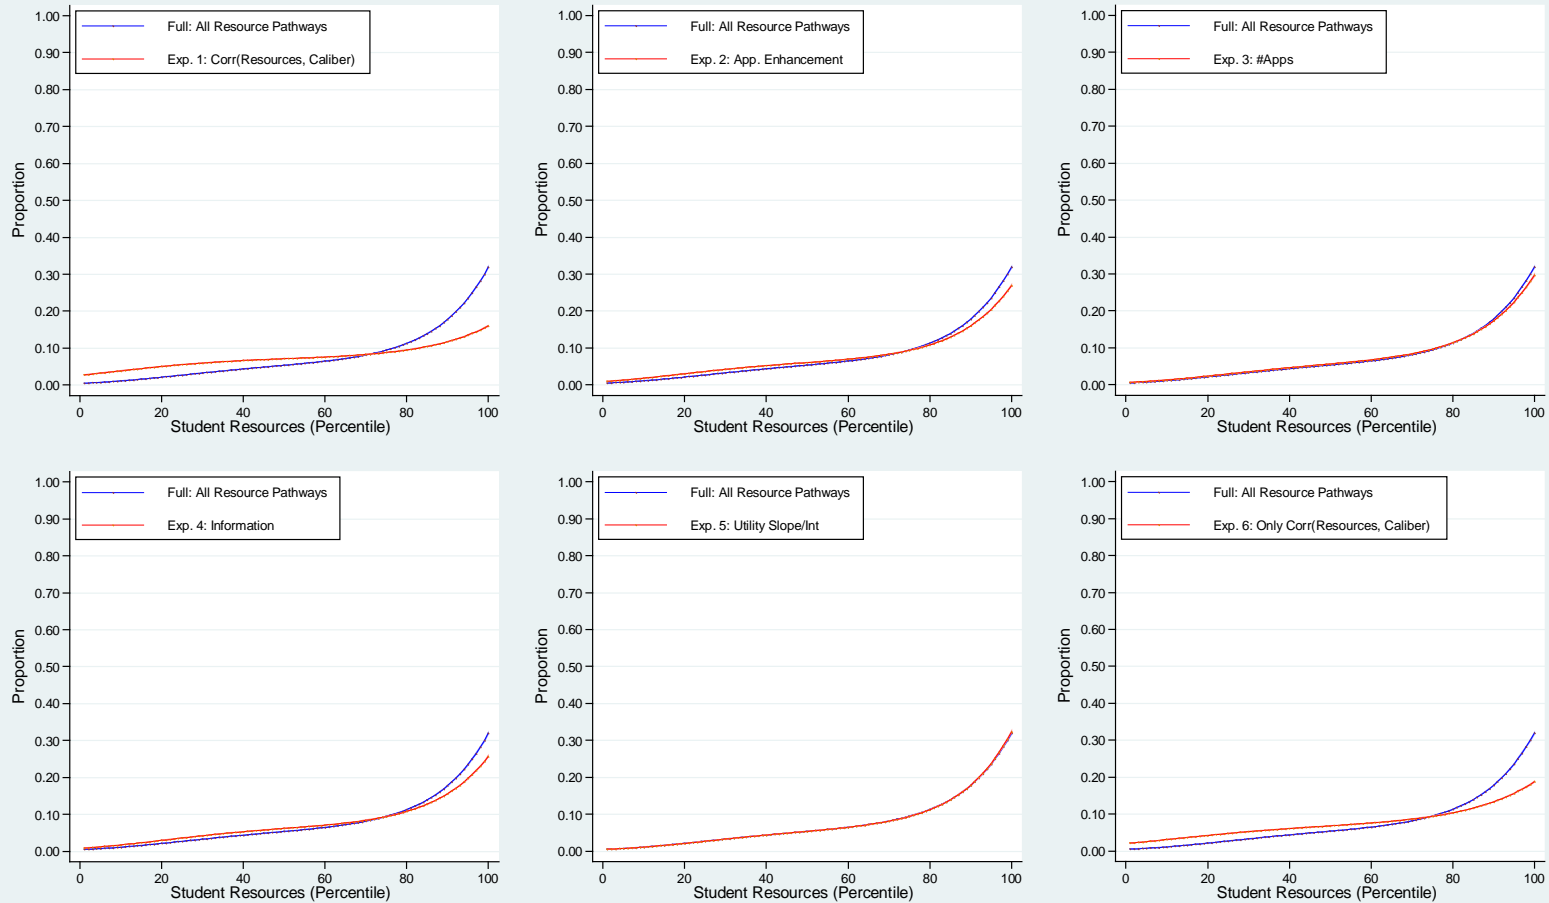 1.00
0.90
0.80
0.70
0.60
0.50
0.40
0.30
0.20
0.10
0.00
Proportion
Full: All Resource Pathways
Exp. 1: Corr(Resources, Caliber)
0 20 40 60 80 100
Student Resources (Percentile)
1.00
0.90
0.80
0.70
0.60
0.50
0.40
0.30
0.20
0.10
0.00
Proportion
Full: All Resource Pathways
Exp. 2: App. Enhancement
0 20 40 60 80 100
Student Resources (Percentile)
1.00
0.90
0.80
0.70
0.60
0.50
0.40
0.30
0.20
0.10
0.00
Proportion
Full: All Resource Pathways
Exp. 3: #Apps
0 20 40 60 80 100
Student Resources (Percentile)
1.00
0.90
0.80
0.70
0.60
0.50
0.40
0.30
0.20
0.10
0.00
Proportion
Full: All Resource Pathways
Exp. 4: Information
0 20 40 60 80 100
Student Resources (Percentile)
1.00
0.90
0.80
0.70
0.60
0.50
0.40
0.30
0.20
0.10
0.00
Proportion
Full: All Resource Pathways
Exp. 5: Utility Slope/Int
0 20 40 60 80 100
Student Resources (Percentile)
1.00
0.90
0.80
0.70
0.60
0.50
0.40
0.30
0.20
0.10
0.00
Proportion
Full: All Resource Pathways
Exp. 6: Only Corr(Resources, Caliber)
0 20 40 60 80 100
Student Resources (Percentile)